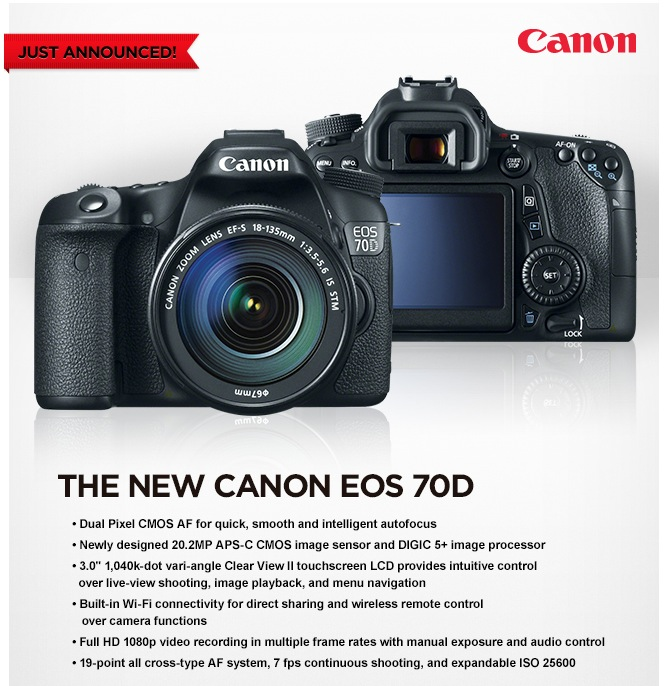 JUST ANNOUNCED!
Canon
Canon
EOS
70D
CANON ZOOM LENS EF-S 18-135mm 1:3.5-5.6 IS STM
Φ67mm
MENU INFO.
START/
STOP
AF-ON
Q
SET
LOCK
THE NEW CANON EOS 70D
• Dual Pixel CMOS AF for quick, smooth and intelligent autofocus
• Newly designed 20.2MP APS-C CMOS image sensor and DIGIC 5+ image processor
• 3.0" 1,040k-dot vari-angle Clear View II touchscreen LCD provides intuitive control
over live-view shooting, image playback, and menu navigation
• Built-in Wi-Fi connectivity for direct sharing and wireless remote control
over camera functions
• Full HD 1080p video recording in multiple frame rates with manual exposure and audio control
• 19-point all cross-type AF system, 7 fps continuous shooting, and expandable ISO 25600